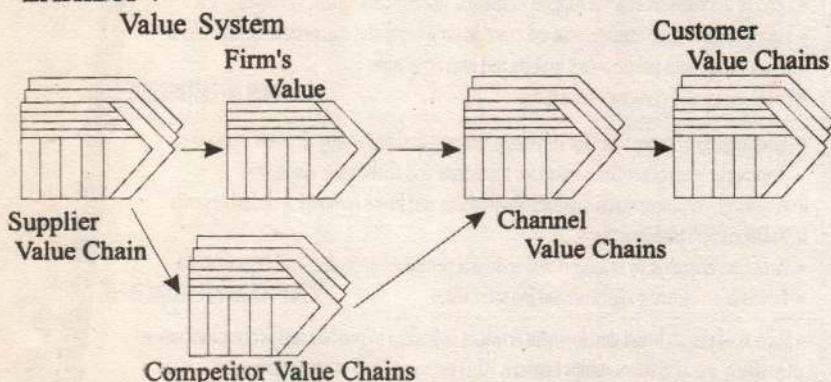 Value System
Firm's
Value
Customer
Value Chains
Supplier
Value Chain
Channel
Value Chains
Competitor Value Chains